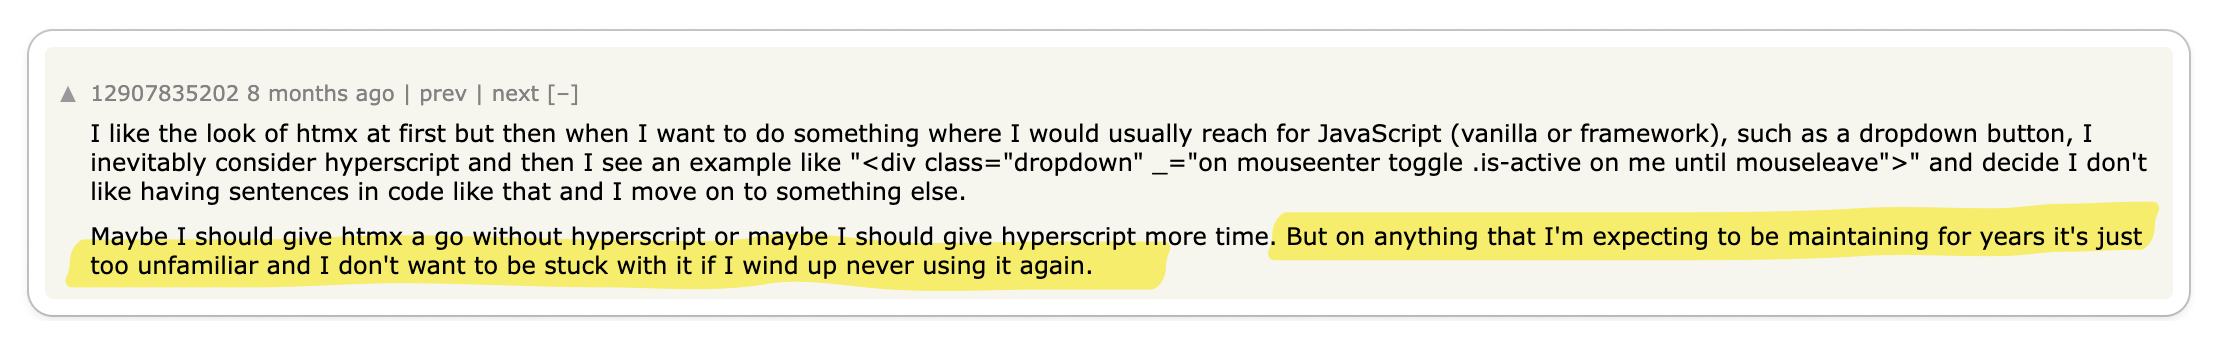 ▲ 12907835202 8 months ago | prev | next [–]
I like the look of htmx at first but then when I want to do something where I would usually reach for JavaScript (vanilla or framework), such as a dropdown button, I
inevitably consider hyperscript and then I see an example like "<div class="dropdown" _="on mouseenter toggle .is-active on me until mouseleave">" and decide I don't
like having sentences in code like that and I move on to something else.
Maybe I should give htmx a go without hyperscript or maybe I should give hyperscript more time. But on anything that I'm expecting to be maintaining for years it's just
too unfamiliar and I don't want to be stuck with it if I wind up never using it again.